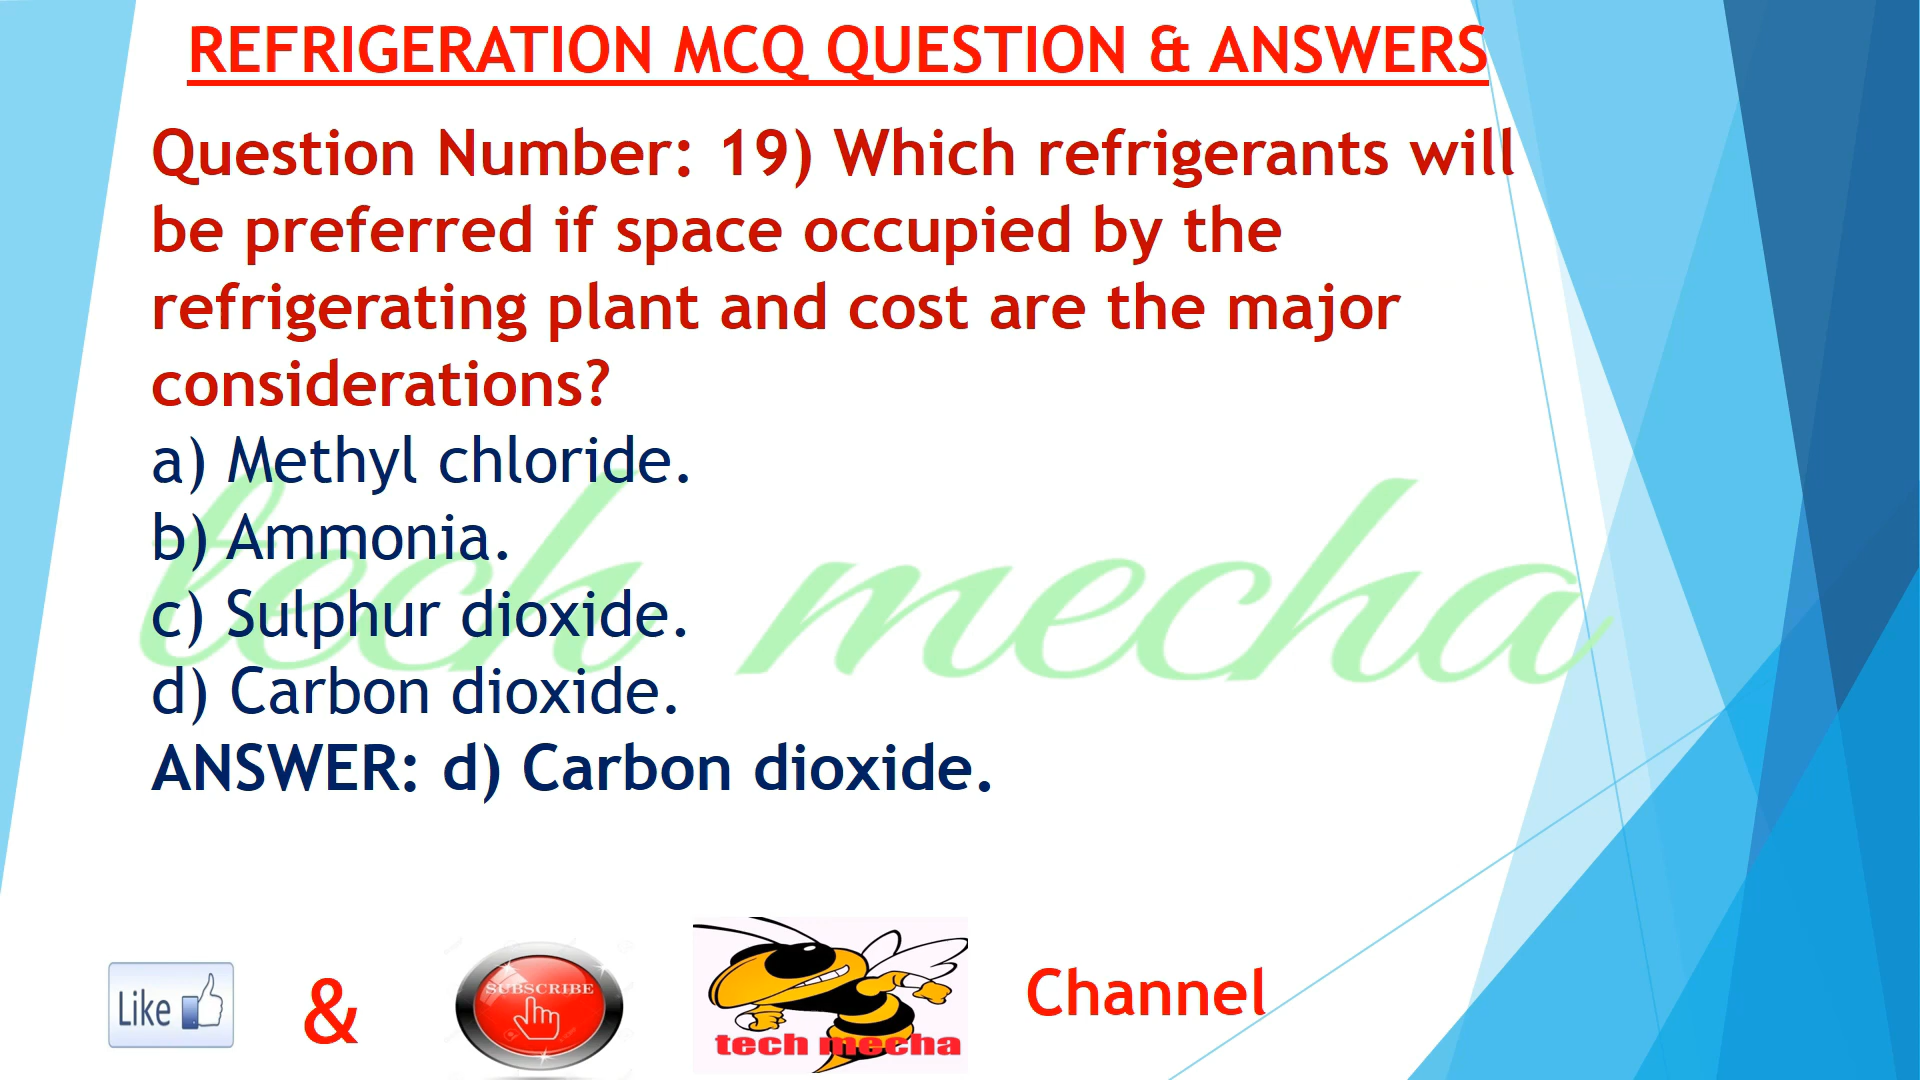 REFRIGERATION MCQ QUESTION & ANSWERS
Question Number: 19) Which refrigerants will
be preferred if space occupied by the
refrigerating plant and cost are the major
considerations?
a) Methyl chloride.
b) Ammonia.
c) Sulphur dioxide.
d) Carbon dioxide.
ANSWER: d) Carbon dioxide.
tech mecha
Like
&
SUBSCRIBE
tech mecha
Channel